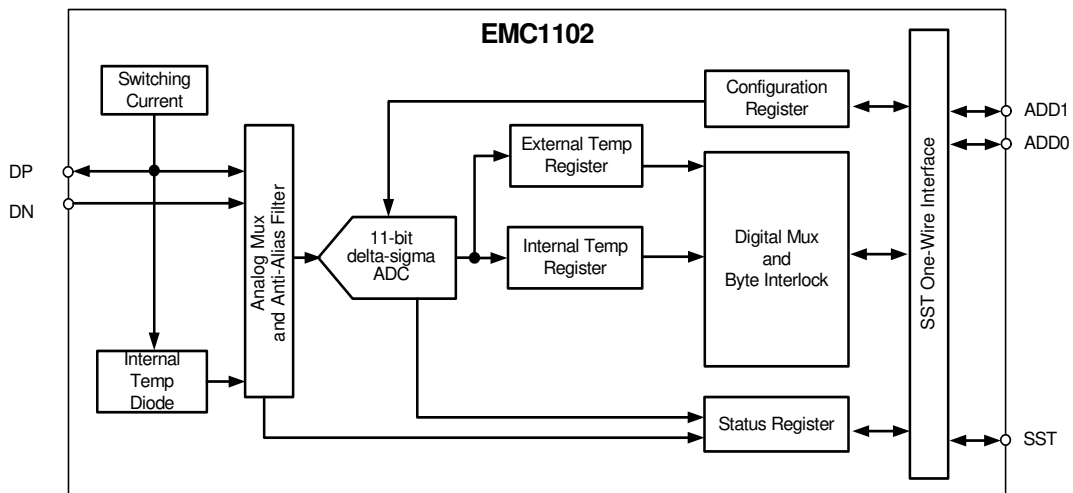 EMC1102
Switching
Current
Configuration
Register
ADD1
ADD0
External Temp
Register
DP
DN
Analog Mux
and Anti-Alias Filter
11-bit
delta-sigma
ADC
Internal Temp
Register
Digital Mux
and
Byte Interlock
SST One-Wire Interface
Internal
Temp
Diode
Status Register
SST